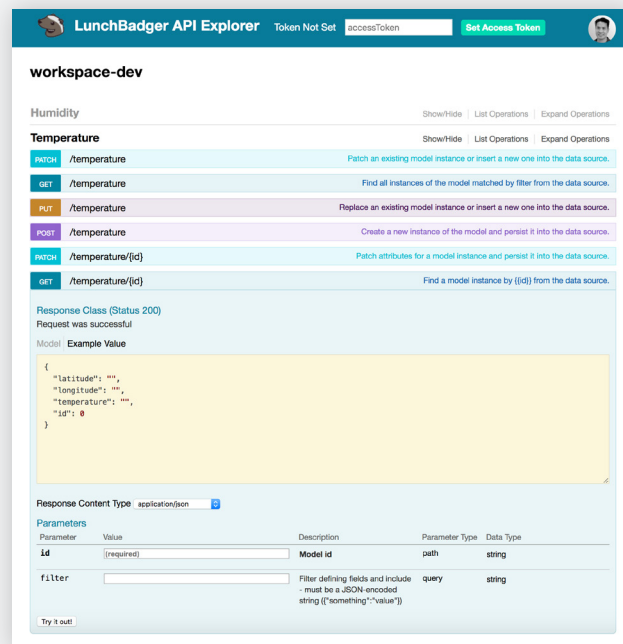 LunchBadger API Explorer Token Not Set accessToken Set Access Token
workspace-dev
Humidity Show/Hide List Operations Expand Operations
Temperature Show/Hide List Operations Expand Operations
PATCH /temperature Patch an existing model instance or insert a new one into the data source.
GET /temperature Find all instances of the model matched by filter from the data source.
PUT /temperature Replace an existing model instance or insert a new one into the data source.
POST /temperature Create a new instance of the model and persist it into the data source.
PATCH /temperature/{id} Patch attributes for a model instance and persist it into the data source.
GET /temperature/{id} Find a model instance by {{id}} from the data source.
Response Class (Status 200)
Request was successful
Model Example Value
{
"latitude": "",
"longitude": "",
"temperature": "",
"id": 0
}
Response Content Type application/json
Parameters
Parameter Value Description Parameter Type Data Type
id (required) Model id path string
filter Filter defining fields and include query string
- must be a JSON-encoded
string ({"something":"value"})
Try it out!